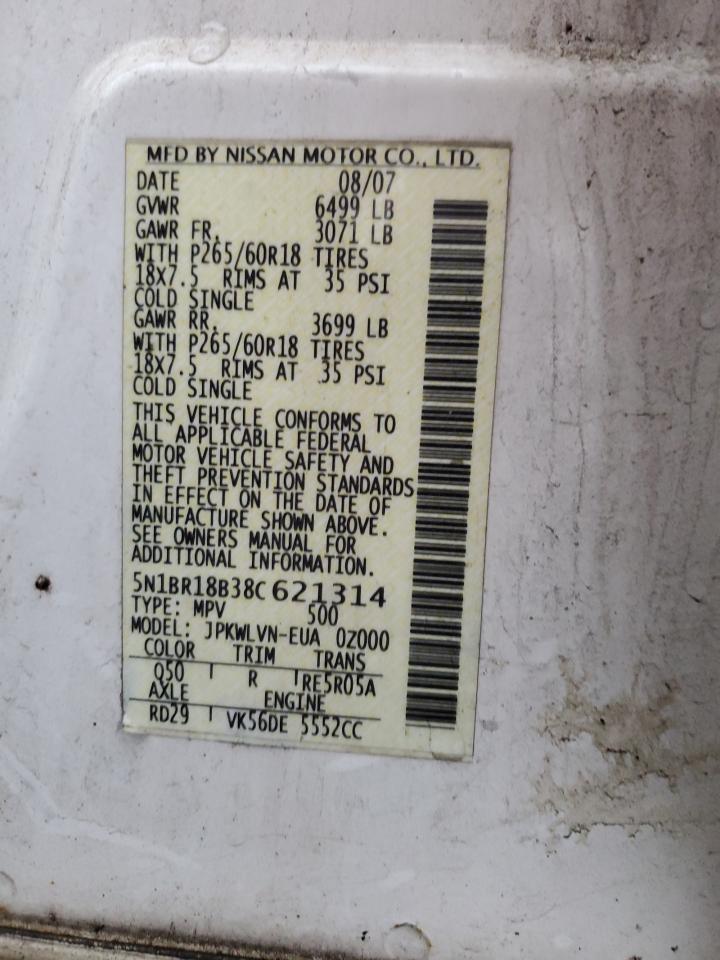 MFD BY NISSAN MOTOR CO., LTD.
DATE 08/07
GVWR 6499 LB
GAWR FR. 3071 LB
WITH P265/60R18 TIRES
18X7.5 RIMS AT 35 PSI
COLD SINGLE
GAWR RR. 3699 LB
WITH P265/60R18 TIRES
18X7.5 RIMS AT 35 PSI
COLD SINGLE
THIS VEHICLE CONFORMS TO
ALL APPLICABLE FEDERAL
MOTOR VEHICLE SAFETY AND
THEFT PREVENTION STANDARDS
IN EFFECT ON THE DATE OF
MANUFACTURE SHOWN ABOVE.
SEE OWNERS MANUAL FOR
ADDITIONAL INFORMATION.
5N1BR18B38C621314
TYPE: MPV 500
MODEL: JPKWLVN-EUA 0Z000
COLOR TRIM TRANS
Q50 R RE5R05A
AXLE ENGINE
RD29 VK56DE 5552CC